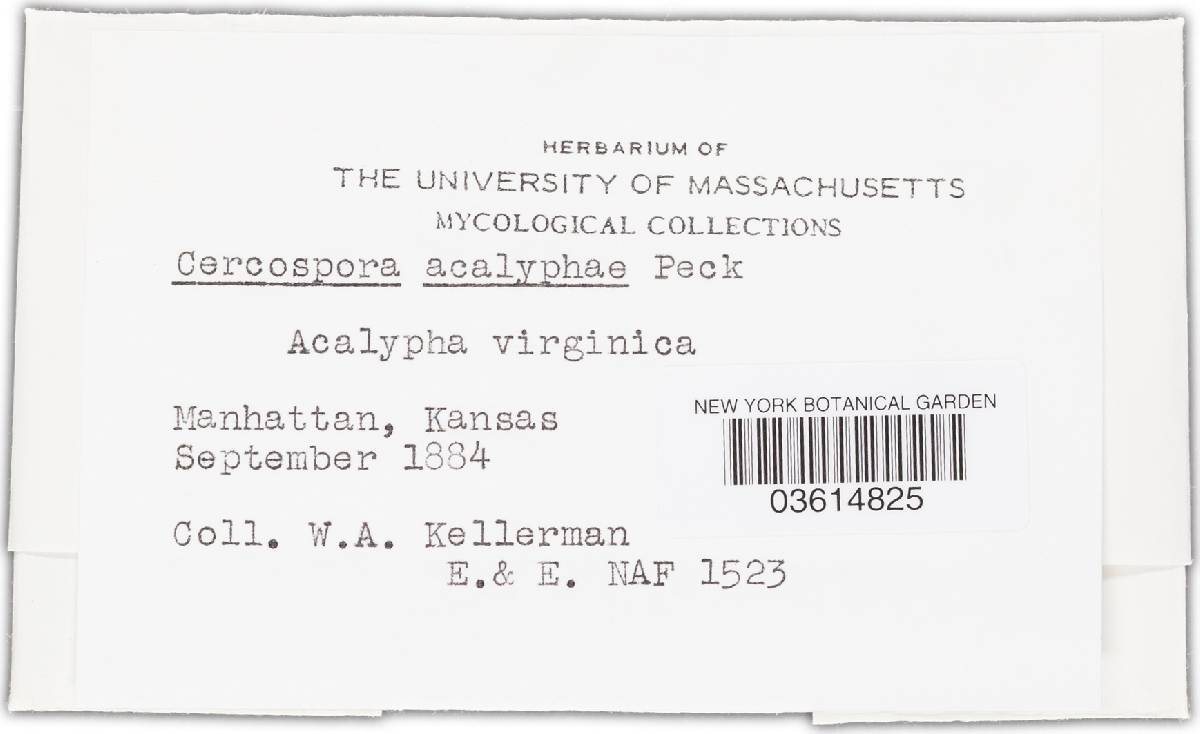 HERBARIUM OF
THE UNIVERSITY OF MASSACHUSETTS
MYCOLOGICAL COLLECTIONS
Cercospora acalyphae Peck
Acalypha virginica
Manhattan, Kansas
September 1884
NEW YORK BOTANICAL GARDEN
03614825
Coll. W.A. Kellerman
E.& E. NAF 1523